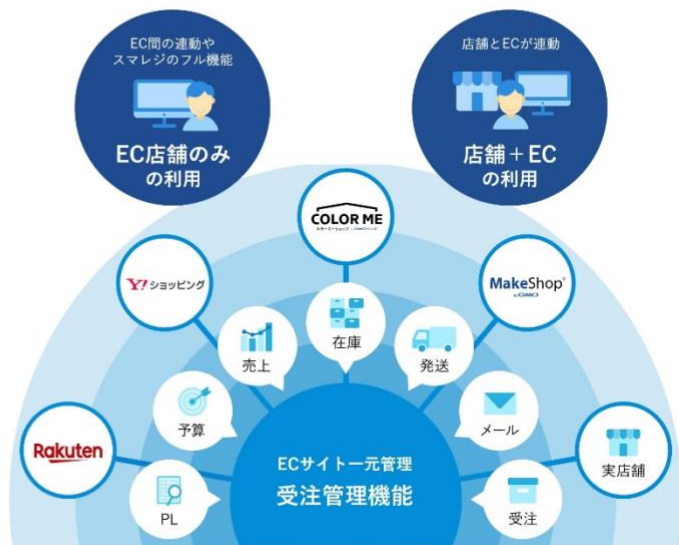 EC間の連動や
スマレジのフル機能
EC店舗のみ
の利用
店舗とECが連動
店舗＋EC
の利用
COLOR ME
Y!ショッピング
MakeShop®
byGMO
在庫
売上
発送
予算
メール
Rakuten
ECサイト一元管理
受注管理機能
実店舗
PL
受注